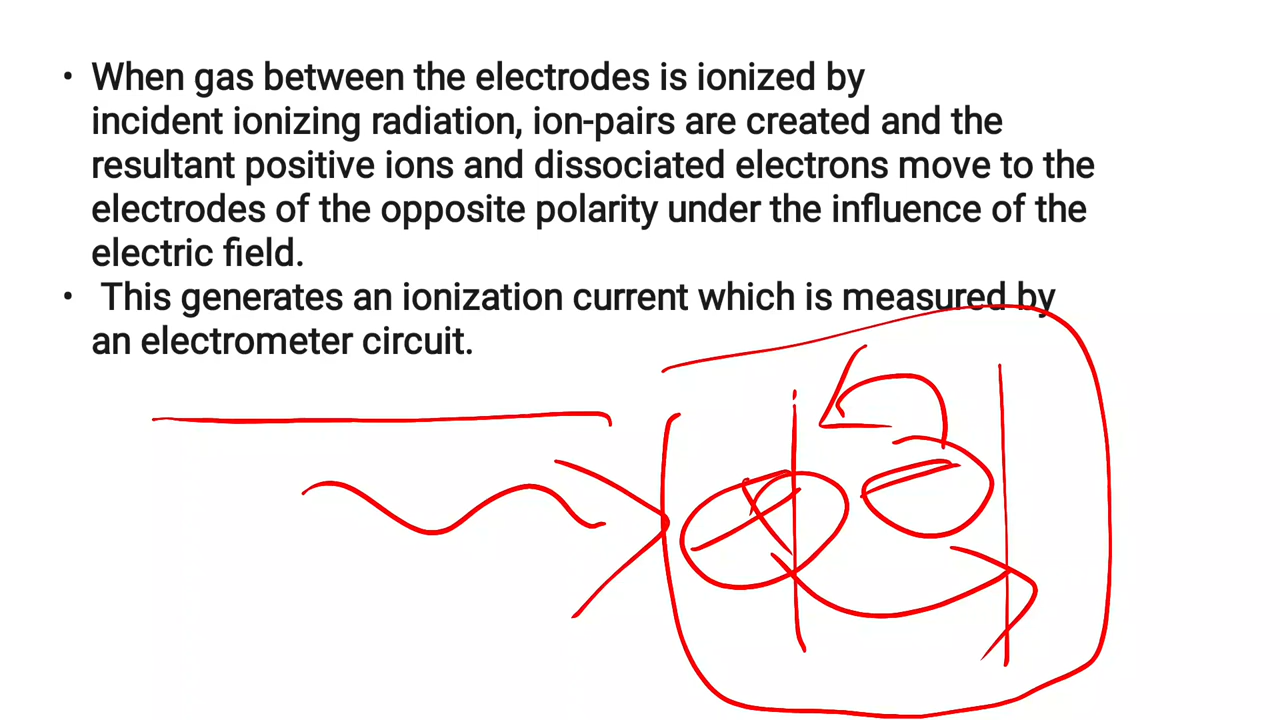 • When gas between the electrodes is ionized by
incident ionizing radiation, ion-pairs are created and the
resultant positive ions and dissociated electrons move to the
electrodes of the opposite polarity under the influence of the
electric field.
• This generates an ionization current which is measured by
an electrometer circuit.